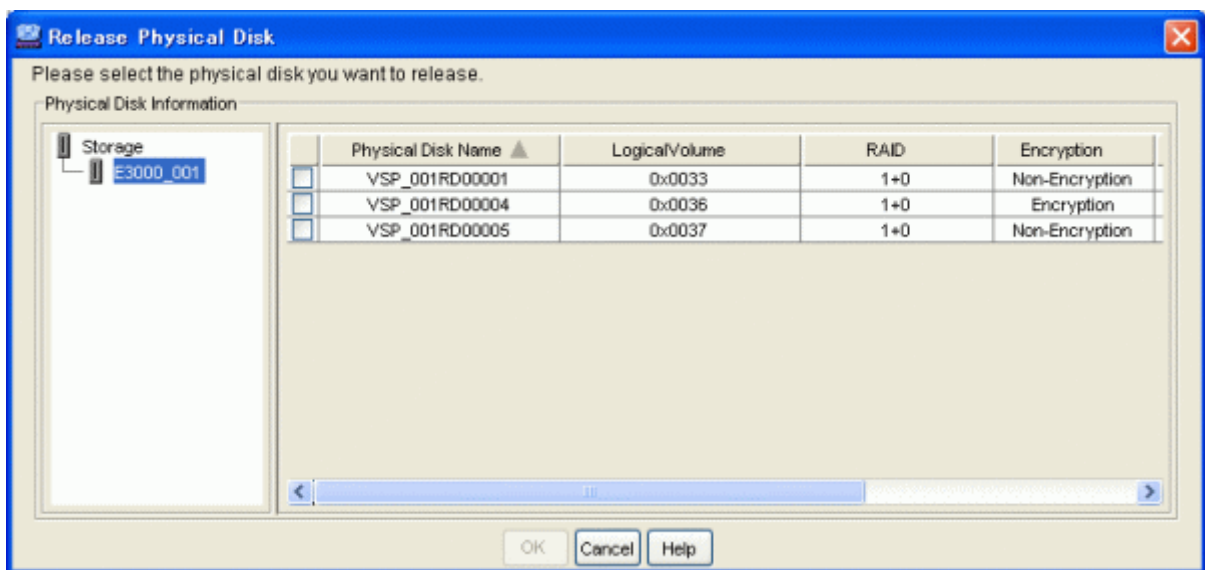 Release Physical Disk
Please select the physical disk you want to release.
Physical Disk Information
Storage
E3000_001
Physical Disk Name LogicalVolume RAID Encryption
VSP_001RD00001 0x0033 1+0 Non-Encryption
VSP_001RD00004 0x0036 1+0 Encryption
VSP_001RD00005 0x0037 1+0 Non-Encryption
OK Cancel Help